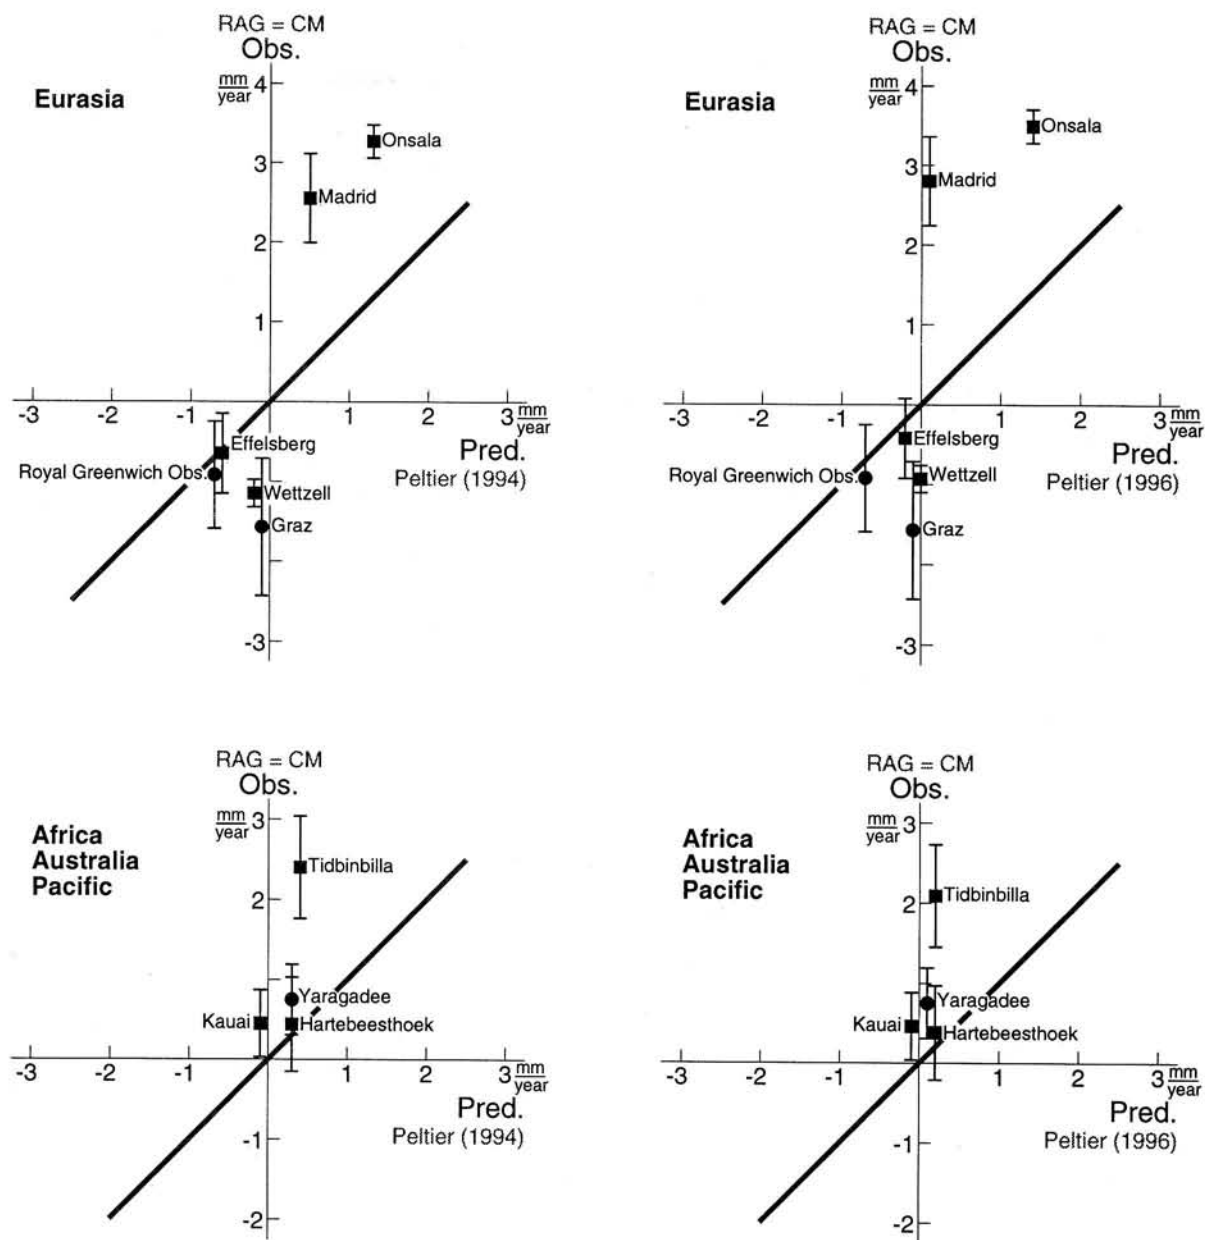 RAG = CM
Obs.
mm
year
4
Eurasia
Onsala
3
Madrid
2
1
-3
-2
-1
1
2
3 mm
year
Effelsberg
Pred.
Royal Greenwich Obs.
Peltier (1994)
Wettzell
Graz
-3
RAG = CM
Obs.
mm
year
4
Eurasia
Onsala
3
Madrid
2
1
-3
-2
-1
1
2
3 mm
year
Effelsberg
Pred.
Royal Greenwich Obs.
Wettzell
Peltier (1996)
Graz
-3
RAG = CM
Obs.
mm
year
3
Africa
Australia
Pacific
Tidbinbilla
2
Yaragadee
Kauai
Hartebeesthoek
-3
-2
-1
1
2
3 mm
year
Pred.
-1
Peltier (1994)
-2
RAG = CM
Obs.
mm
year
3
Africa
Australia
Pacific
Tidbinbilla
2
Yaragadee
Kauai
Hartebeesthoek
-3
-2
-1
1
2
3 mm
year
Pred.
-1
Peltier (1996)
-2